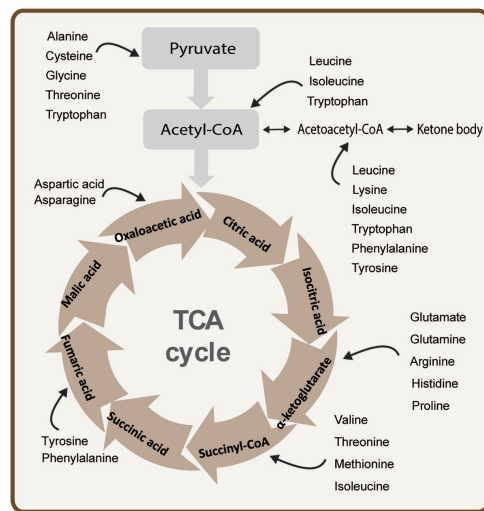 Alanine
Cysteine
Glycine
Threonine
Tryptophan
Pyruvate
Leucine
Isoleucine
Tryptophan
Acetyl-CoA
Acetoacetyl-CoA
Ketone body
Leucine
Lysine
Isoleucine
Tryptophan
Phenylalanine
Tyrosine
Aspartic acid
Asparagine
Oxaloacetic acid
Citric acid
Isocitric acid
α-ketoglutarate
Succinyl-CoA
Succinic acid
Fumaric acid
Malic acid
TCA
cycle
Glutamate
Glutamine
Arginine
Histidine
Proline
Valine
Threonine
Methionine
Isoleucine
Tyrosine
Phenylalanine